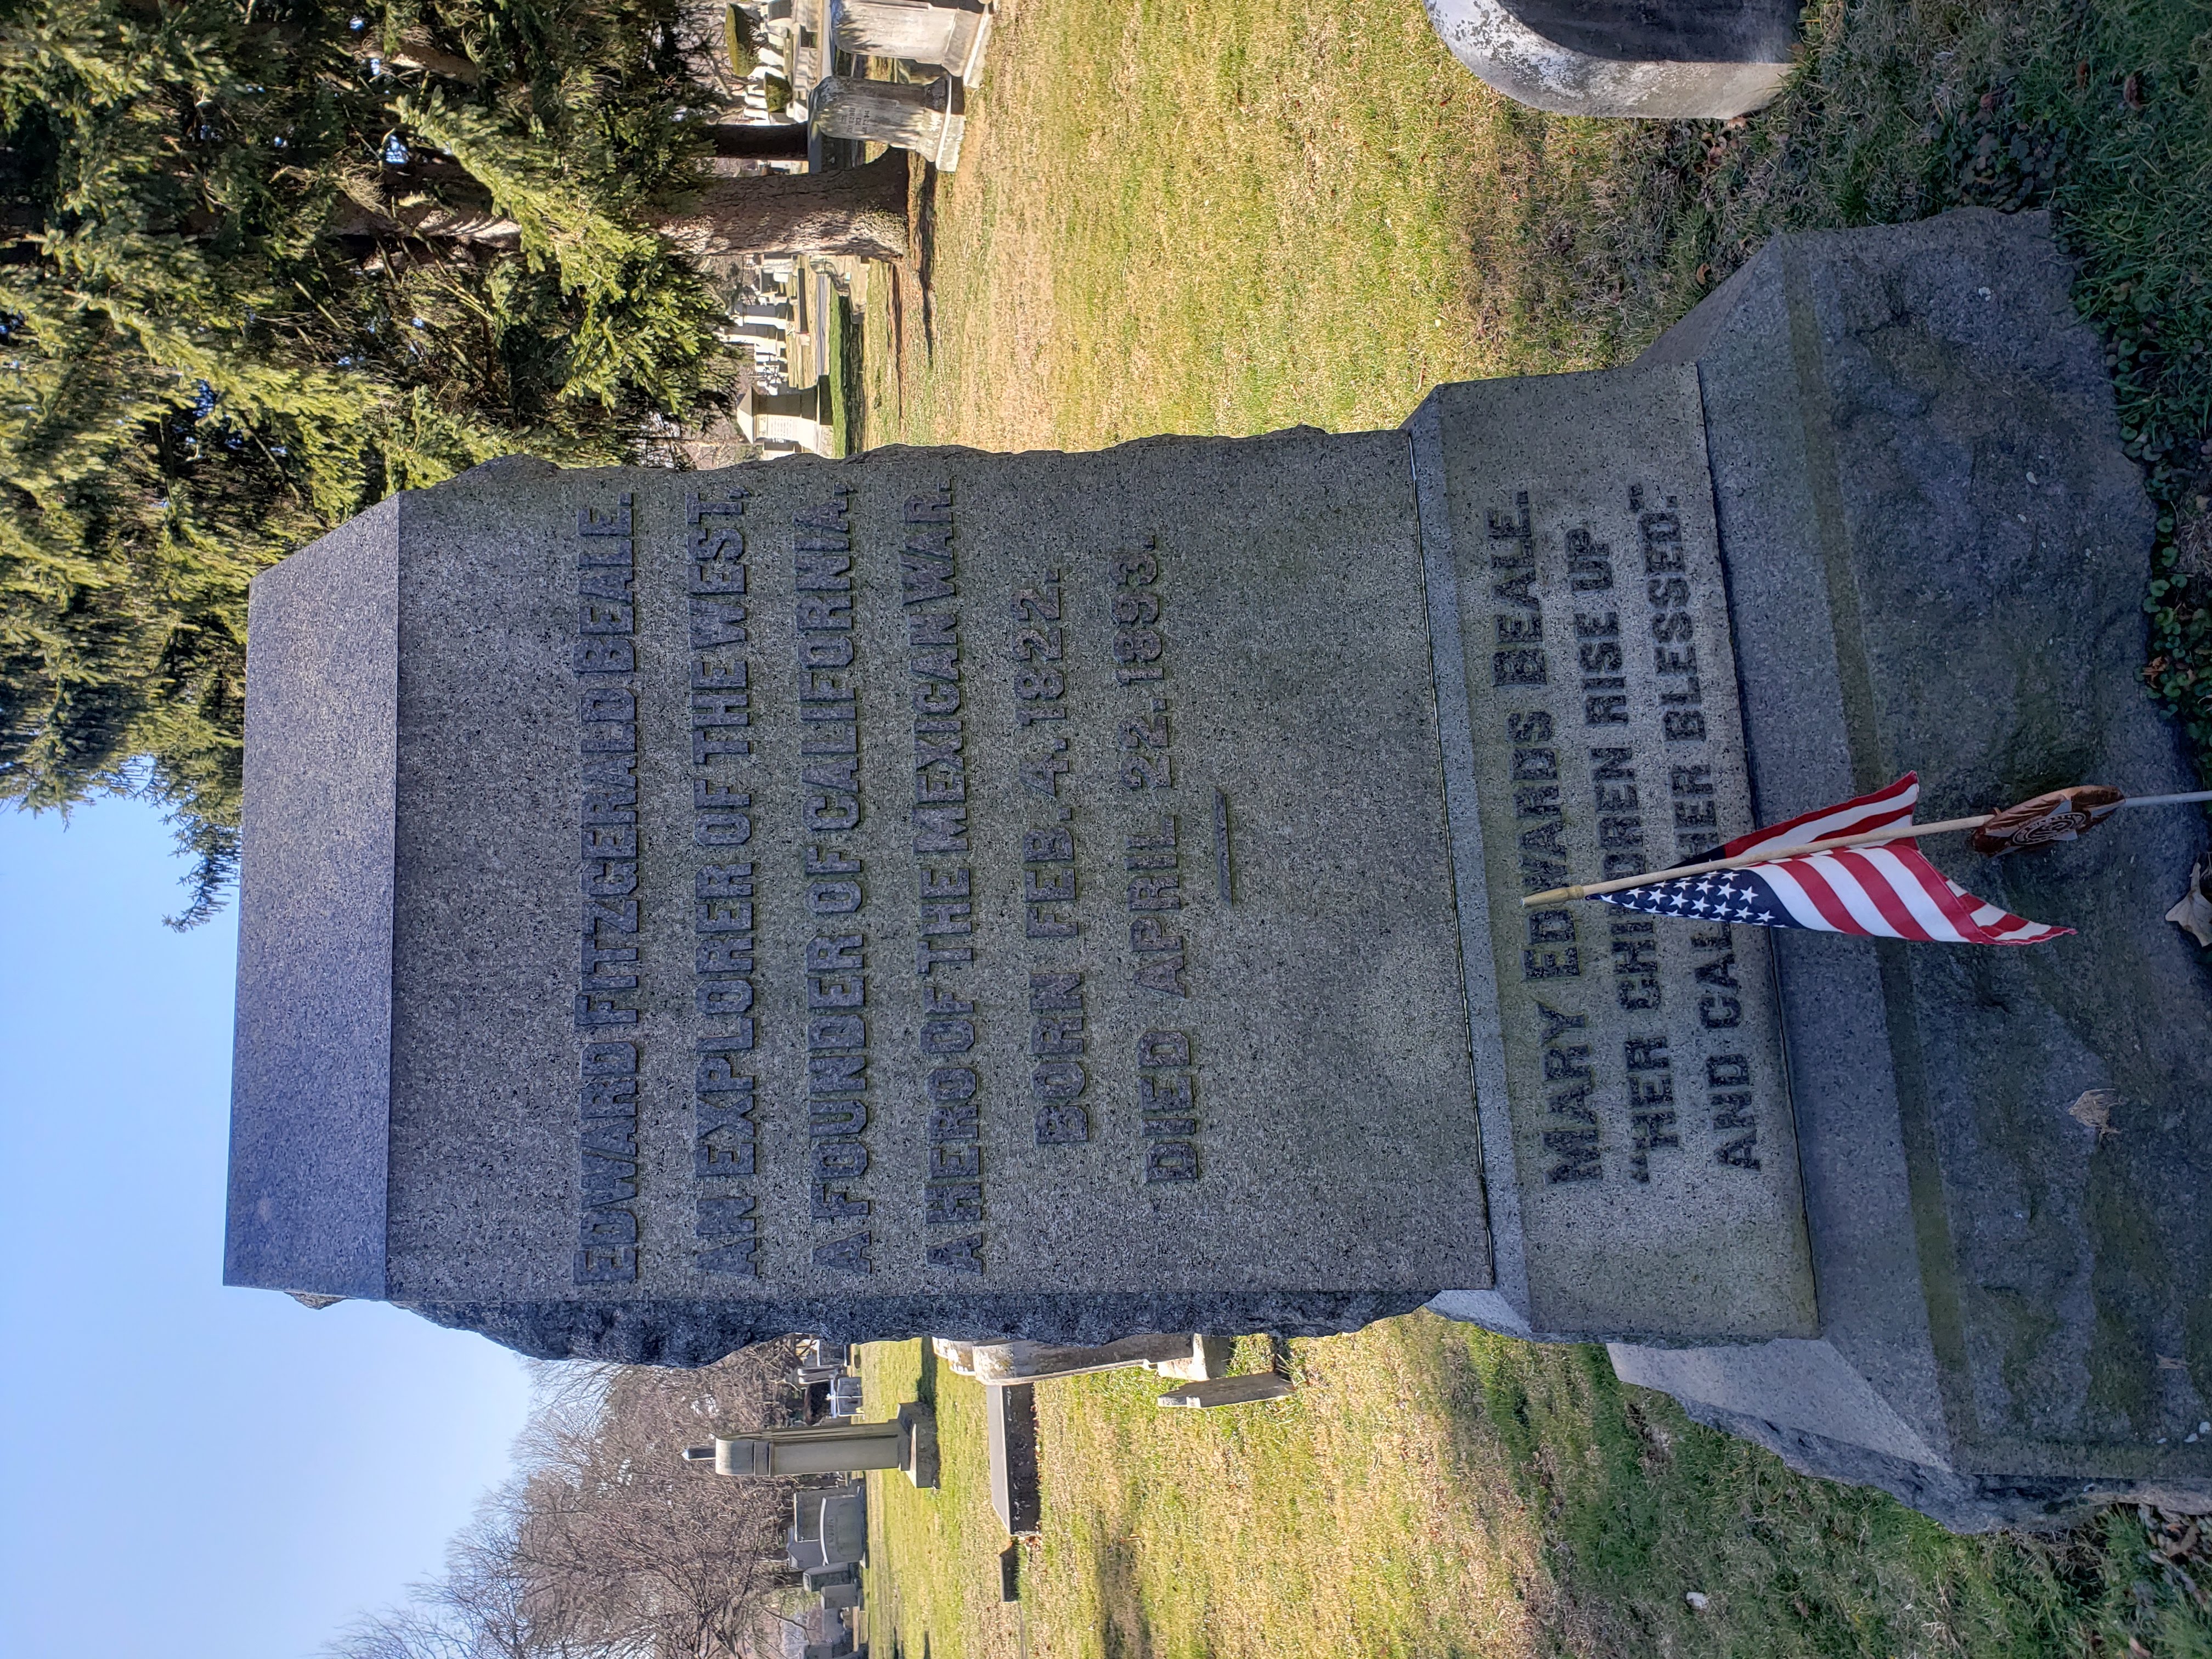 EDWARD FITZGERALD BEALE.
AN EXPLORER OF THE WEST,
A FOUNDER OF CALIFORNIA,
A HERO OF THE MEXICAN WAR.
BORN FEB. 4. 1822.
DIED APRIL 22. 1893.
MARY EDWARDS BEALE.
"HER CHILDREN RISE UP
AND CALL HER BLESSED."